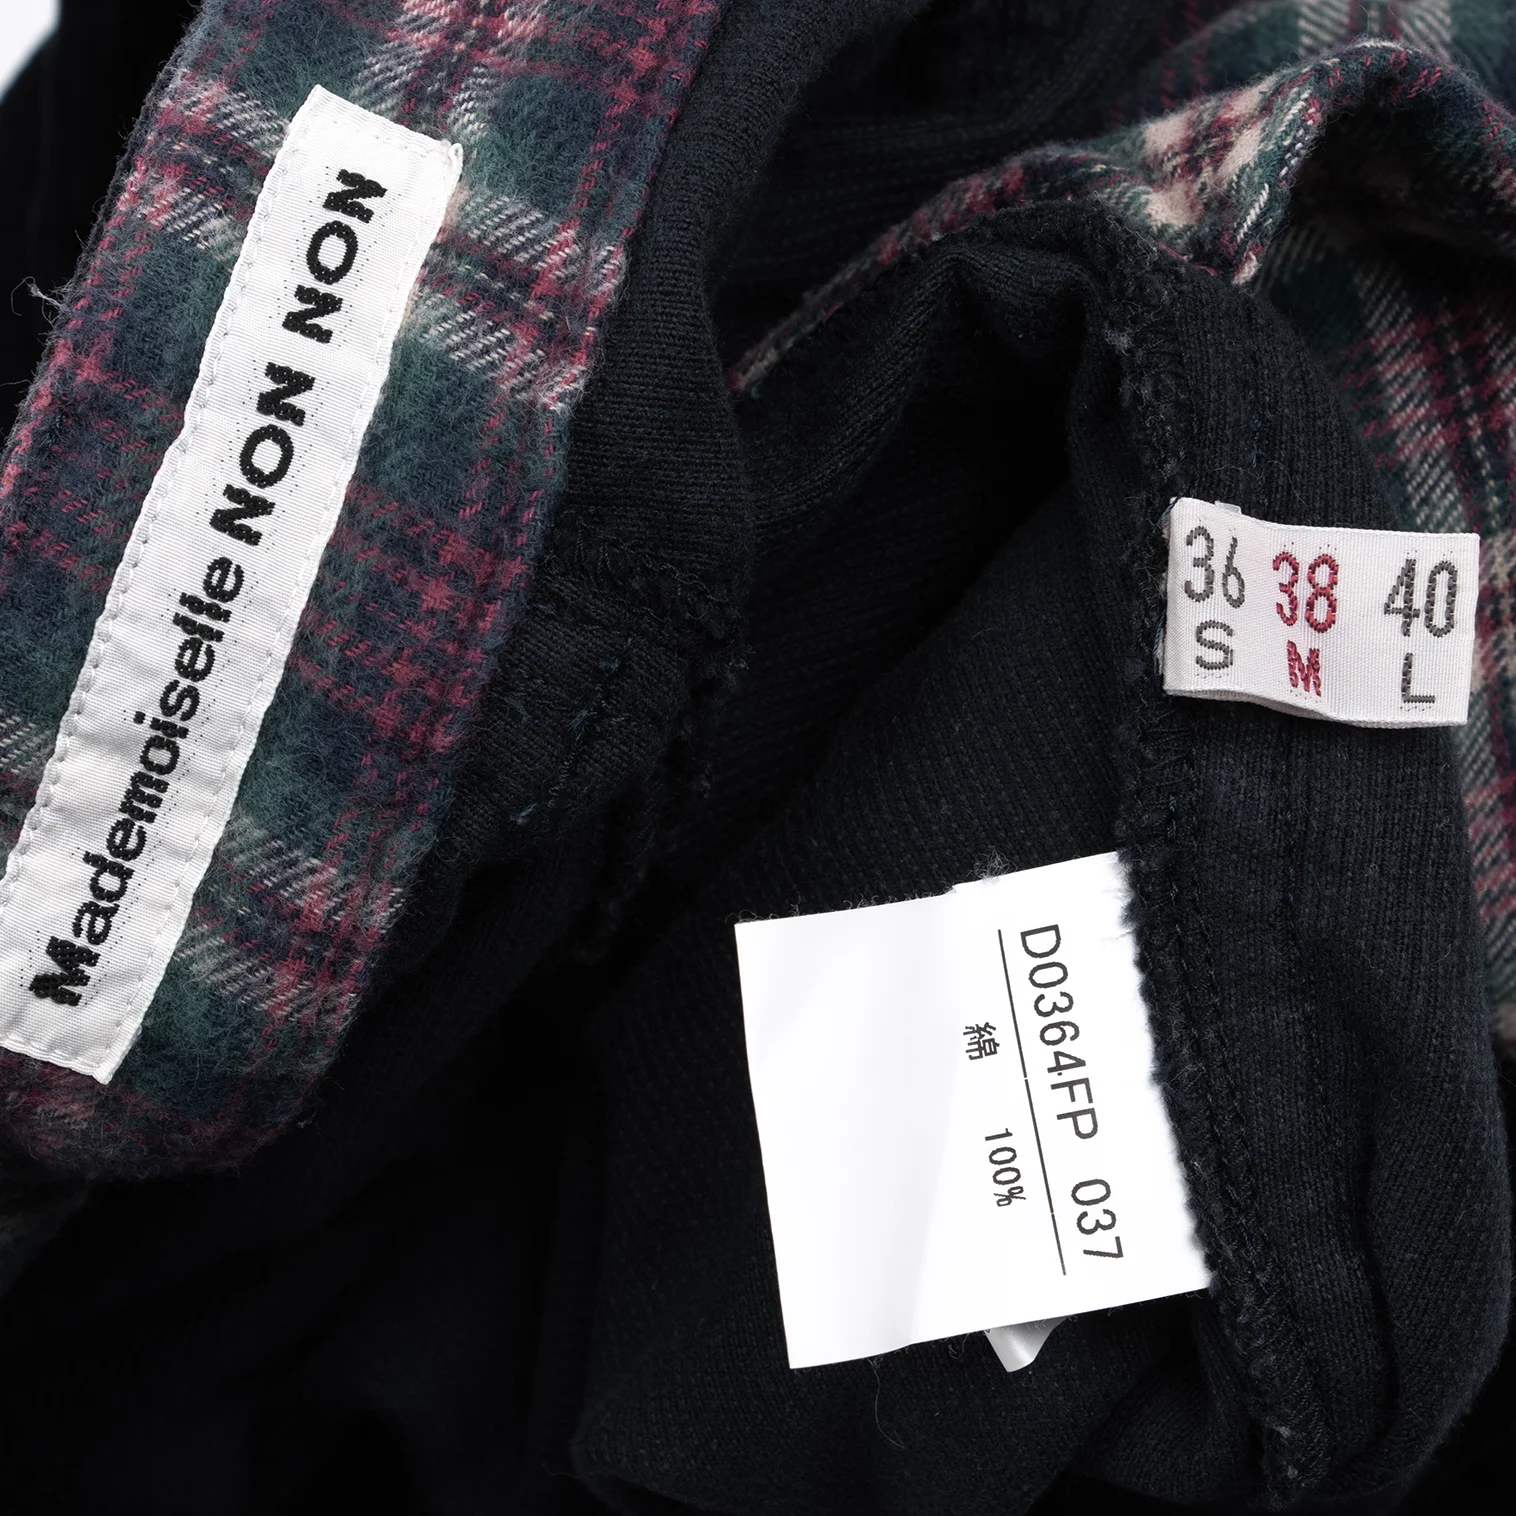 Mademoiselle NON NON
36 38 40
S M L
D0364FP 037
綿 100%